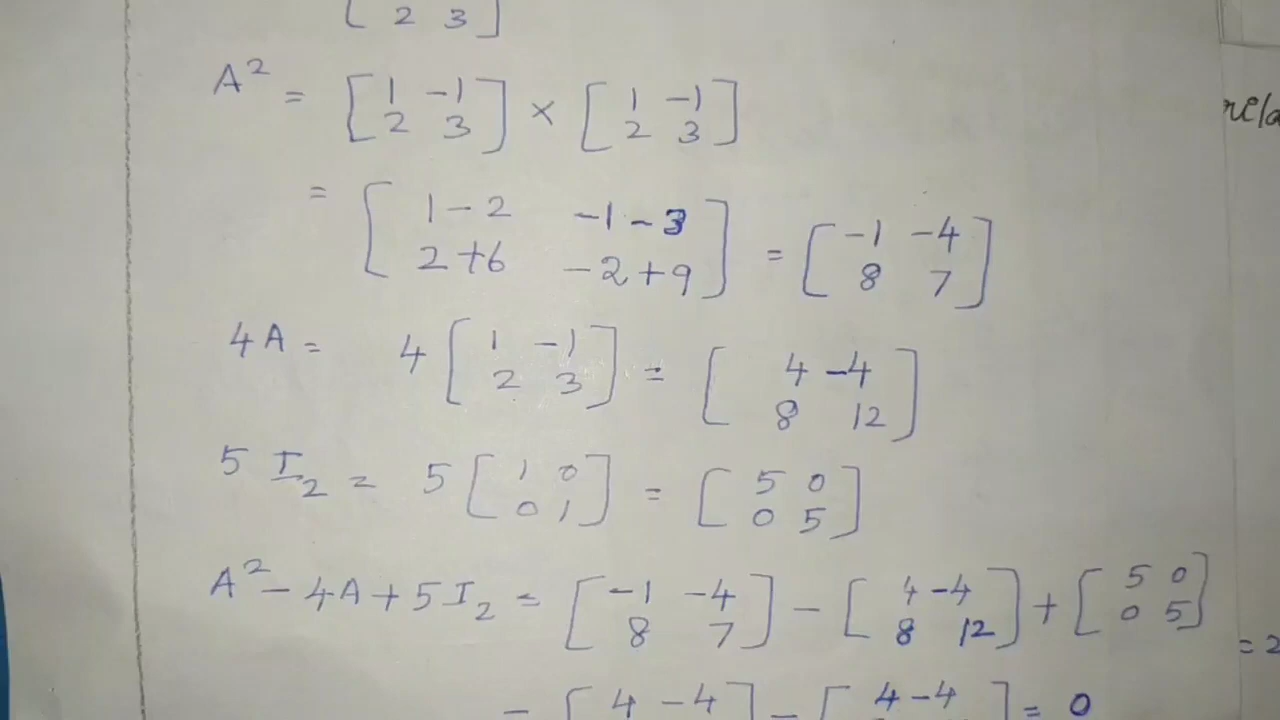 [ 2 3 ]
A² = [ 1 -1 ] × [ 1 -1 ]
[ 2 3 ] [ 2 3 ]
= [ 1-2 -1-3 ] = [ -1 -4 ]
[ 2+6 -2+9 ] [ 8 7 ]
4A = 4 [ 1 -1 ] = [ 4 -4 ]
[ 2 3 ] [ 8 12 ]
5 I₂ = 5 [ 1 0 ] = [ 5 0 ]
[ 0 1 ] [ 0 5 ]
A² - 4A + 5I₂ = [ -1 -4 ] - [ 4 -4 ] + [ 5 0 ]
[ 8 7 ] [ 8 12 ] [ 0 5 ]
= [ 4 -4 ] - [ 4 -4 ] = 0